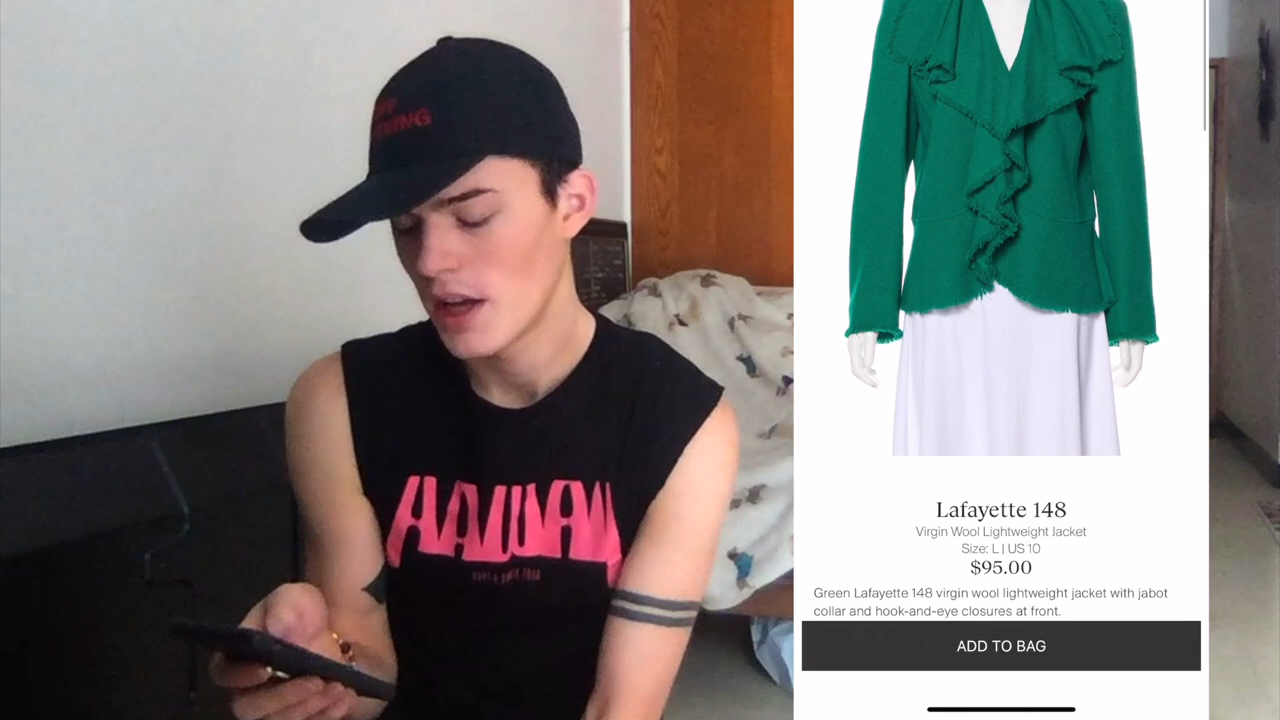 Lafayette 148
Virgin Wool Lightweight Jacket
Size: L | US 10
$95.00
Green Lafayette 148 virgin wool lightweight jacket with jabot
collar and hook-and-eye closures at front.
ADD TO BAG